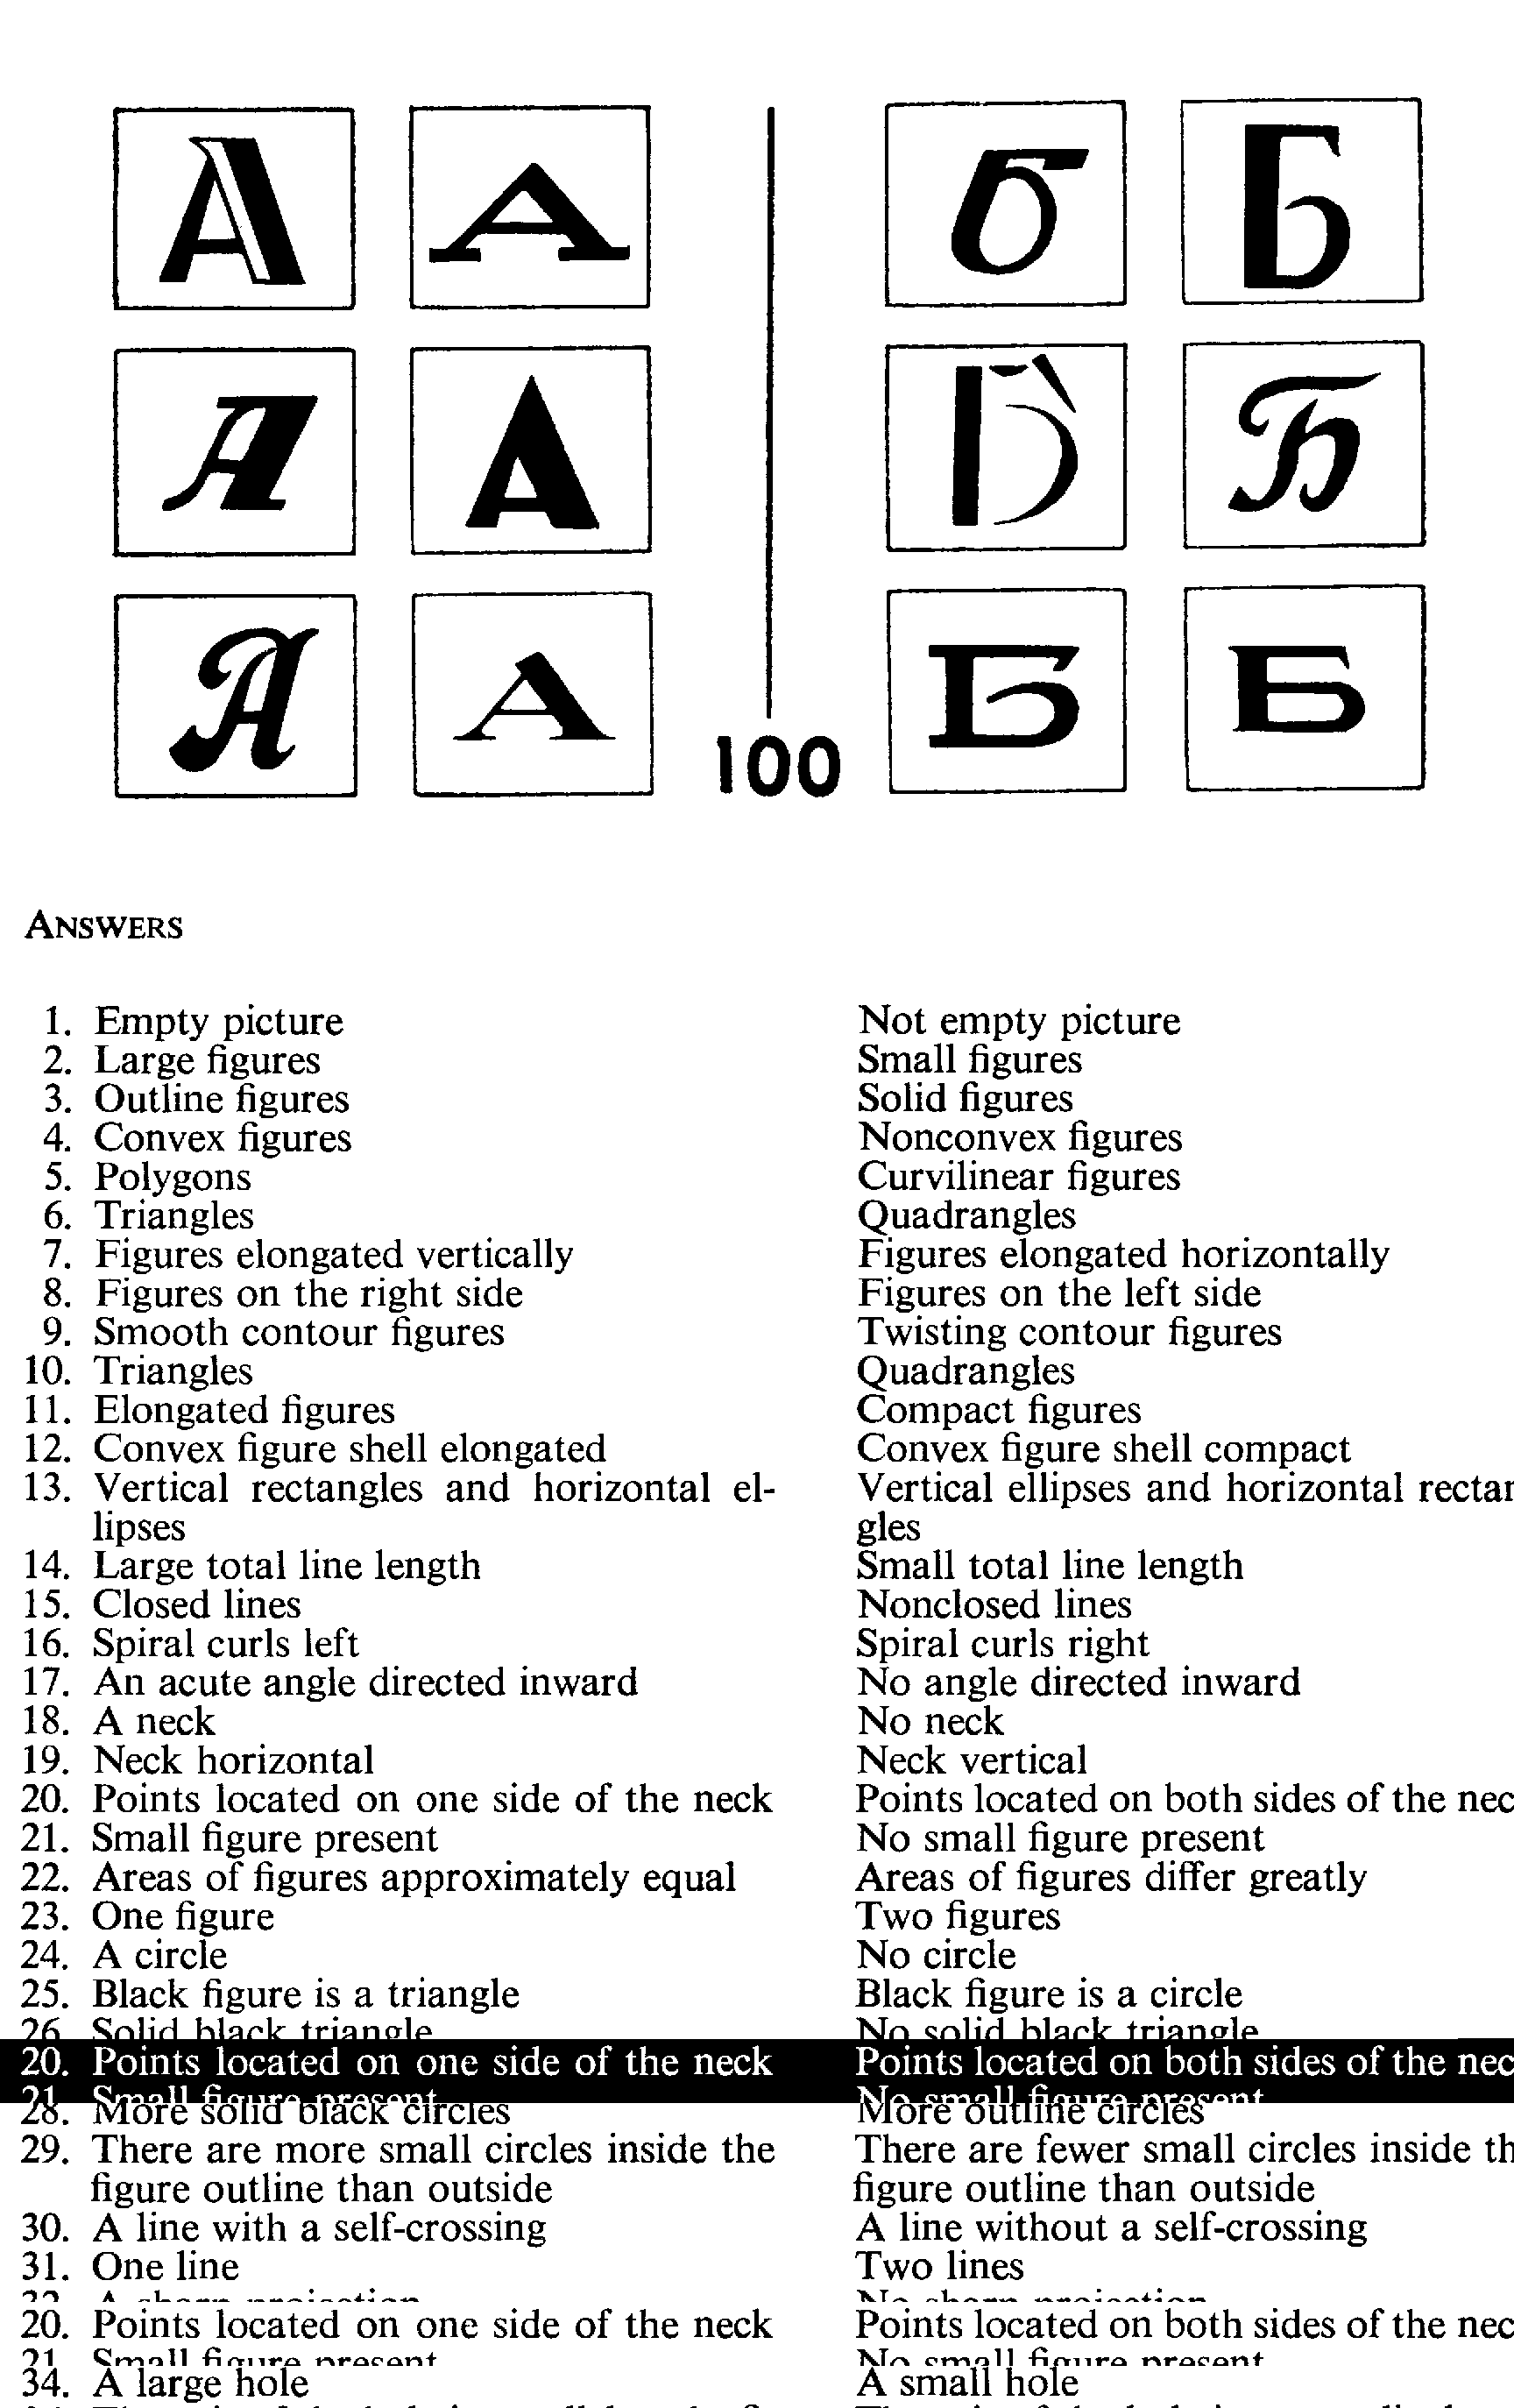 А А б Б
А А Б Б
А А Б Б
100
ANSWERS
1. Empty picture Not empty picture
2. Large figures Small figures
3. Outline figures Solid figures
4. Convex figures Nonconvex figures
5. Polygons Curvilinear figures
6. Triangles Quadrangles
7. Figures elongated vertically Figures elongated horizontally
8. Figures on the right side Figures on the left side
9. Smooth contour figures Twisting contour figures
10. Triangles Quadrangles
11. Elongated figures Compact figures
12. Convex figure shell elongated Convex figure shell compact
13. Vertical rectangles and horizontal el- Vertical ellipses and horizontal rectan
lipses gles
14. Large total line length Small total line length
15. Closed lines Nonclosed lines
16. Spiral curls left Spiral curls right
17. An acute angle directed inward No angle directed inward
18. A neck No neck
19. Neck horizontal Neck vertical
20. Points located on one side of the neck Points located on both sides of the nec
21. Small figure present No small figure present
22. Areas of figures approximately equal Areas of figures differ greatly
23. One figure Two figures
24. A circle No circle
25. Black figure is a triangle Black figure is a circle
26. Solid black triangle No solid black triangle
20. Points located on one side of the neck Points located on both sides of the nec
21. Small figure present No small figure present
28. More solid black circles More outline circles
29. There are more small circles inside the There are fewer small circles inside th
figure outline than outside figure outline than outside
30. A line with a self-crossing A line without a self-crossing
31. One line Two lines
32. A sharp projection No sharp projection
20. Points located on one side of the neck Points located on both sides of the nec
21. Small figure present No small figure present
34. A large hole A small hole